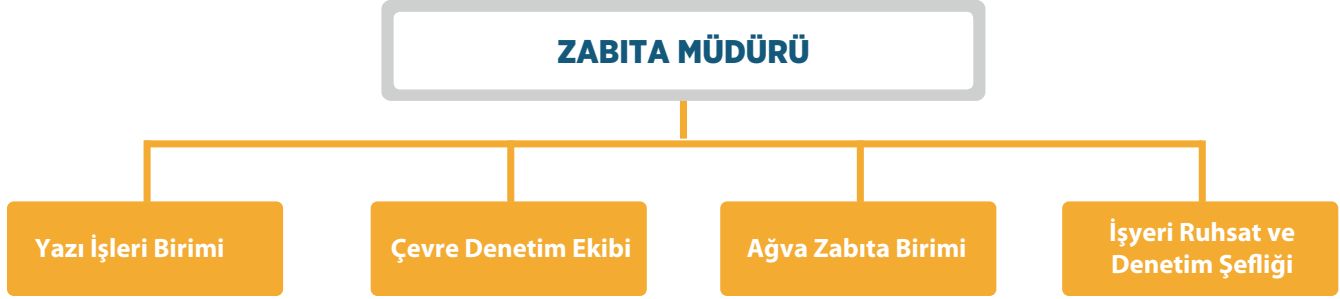 ZABITA MÜDÜRÜ
Yazı İşleri Birimi
Çevre Denetim Ekibi
Ağva Zabıta Birimi
İşyeri Ruhsat ve
Denetim Şefliği